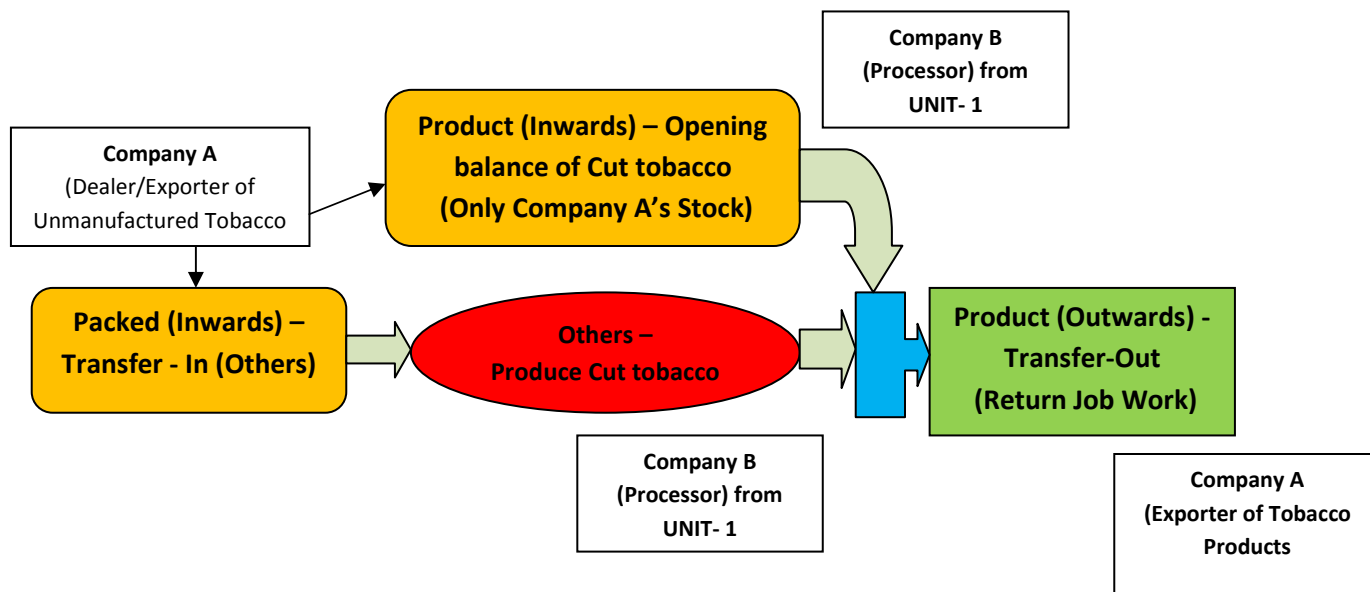 Company B
(Processor) from
UNIT- 1
Product (Inwards) – Opening
balance of Cut tobacco
(Only Company A’s Stock)
Company A
(Dealer/Exporter of
Unmanufactured Tobacco
Packed (Inwards) –
Transfer - In (Others)
Others –
Produce Cut tobacco
Product (Outwards) -
Transfer-Out
(Return Job Work)
Company B
(Processor) from
UNIT- 1
Company A
(Exporter of Tobacco
Products